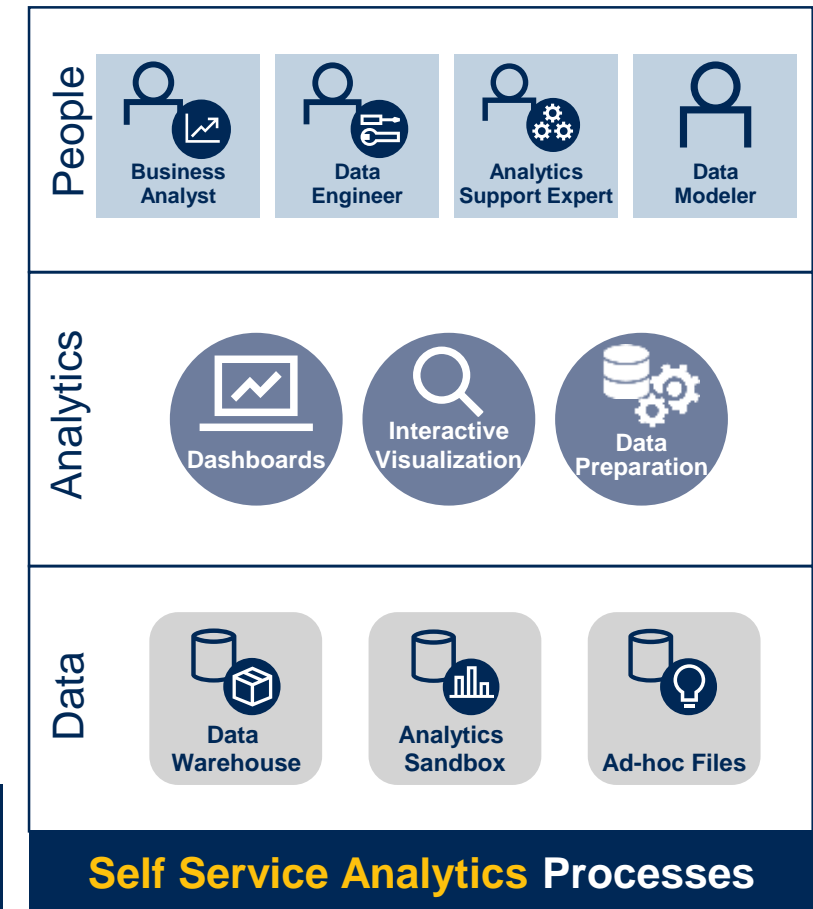 People
Business
Analyst
Data
Engineer
Analytics
Support Expert
Data
Modeler
Analytics
Dashboards
Interactive
Visualization
Data
Preparation
Data
Data
Warehouse
Analytics
Sandbox
Ad-hoc Files
Self Service Analytics Processes